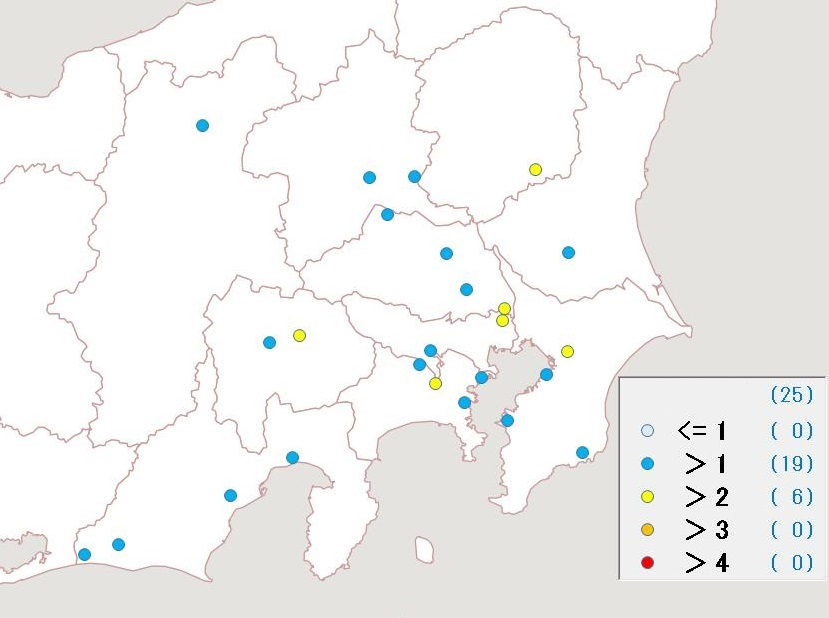 (25)
<= 1 ( 0)
> 1 (19)
> 2 ( 6)
> 3 ( 0)
> 4 ( 0)